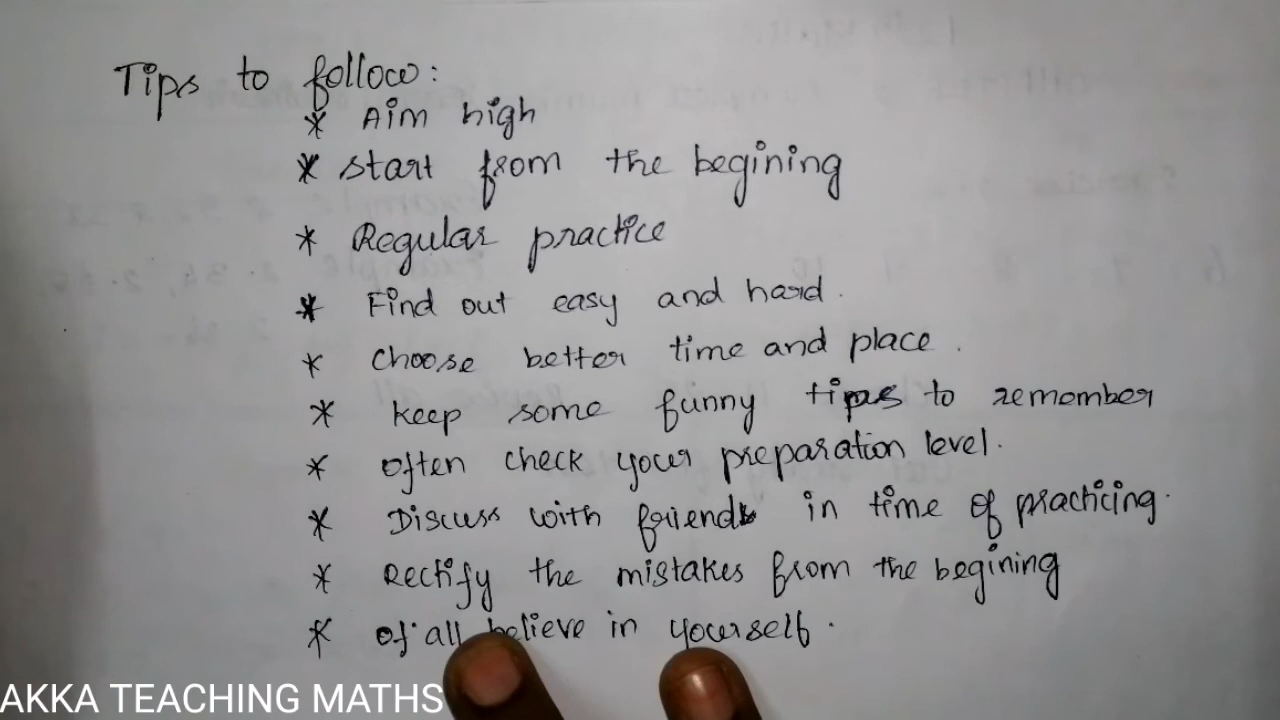 Tips to follow:
* Aim high
* start from the begining
* Regular practice
* Find out easy and hard.
* choose better time and place.
* keep some funny tips to remember
* often check your preparation level.
* Discuss with friends in time of practicing.
* Rectify the mistakes from the begining
* of all believe in yourself.
AKKA TEACHING MATHS